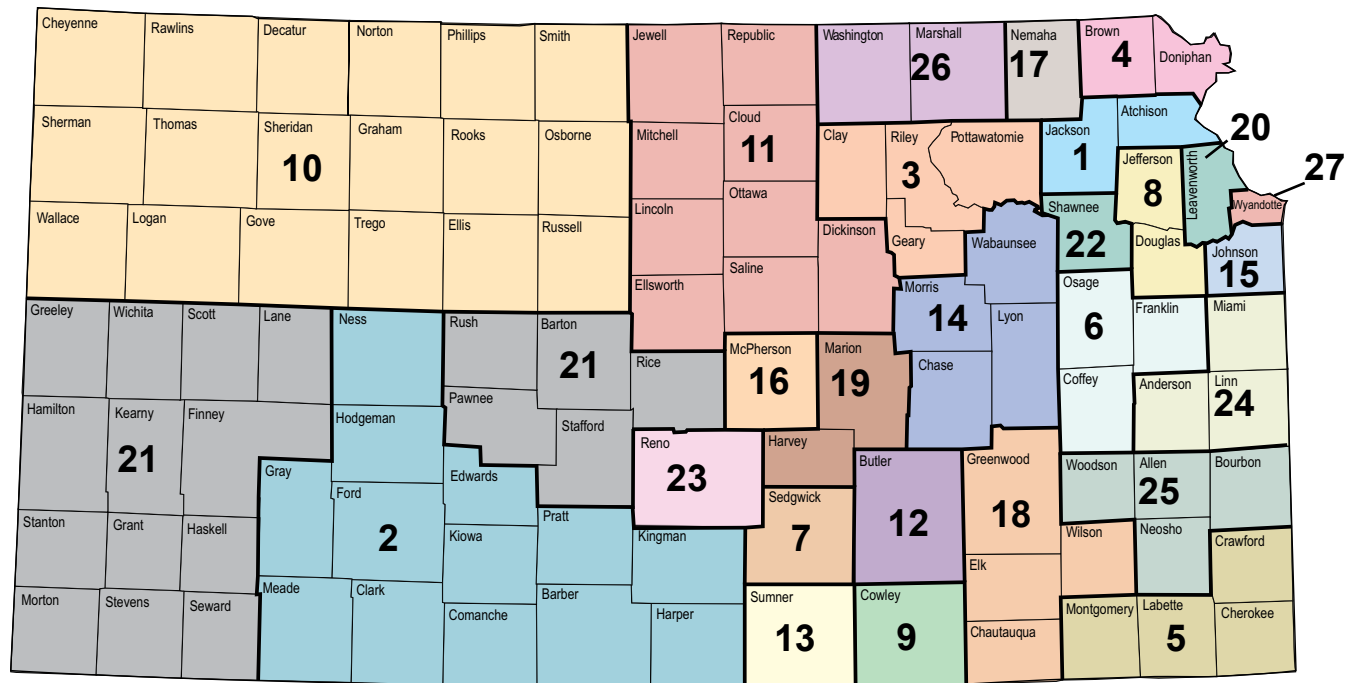 Cheyenne
Rawlins
Decatur
Norton
Phillips
Smith
Jewell
Republic
Washington
Marshall
26
Nemaha
17
Brown
4
Doniphan
Sherman
Thomas
Sheridan
10
Graham
Rooks
Osborne
Mitchell
Cloud
11
Clay
Riley
3
Pottawatomie
Jackson
1
Atchison
20
Jefferson
8
Leavenworth
27
Wyandotte
Wallace
Logan
Gove
Trego
Ellis
Russell
Lincoln
Ottawa
Dickinson
Geary
Wabaunsee
Shawnee
22
Douglas
Johnson
15
Ellsworth
Saline
Morris
14
Lyon
Osage
6
Franklin
Miami
Greeley
Wichita
Scott
Lane
Ness
Rush
Barton
21
Rice
McPherson
16
Marion
19
Chase
Coffey
Anderson
Linn
24
Hamilton
Kearny
21
Finney
Hodgeman
Pawnee
Stafford
Reno
23
Harvey
Butler
12
Greenwood
18
Woodson
Allen
25
Bourbon
Gray
Ford
2
Edwards
Sedgwick
7
Stanton
Grant
Haskell
Kiowa
Pratt
Kingman
Elk
Wilson
Neosho
Crawford
Morton
Stevens
Seward
Meade
Clark
Comanche
Barber
Harper
Sumner
13
Cowley
9
Chautauqua
Montgomery
Labette
5
Cherokee